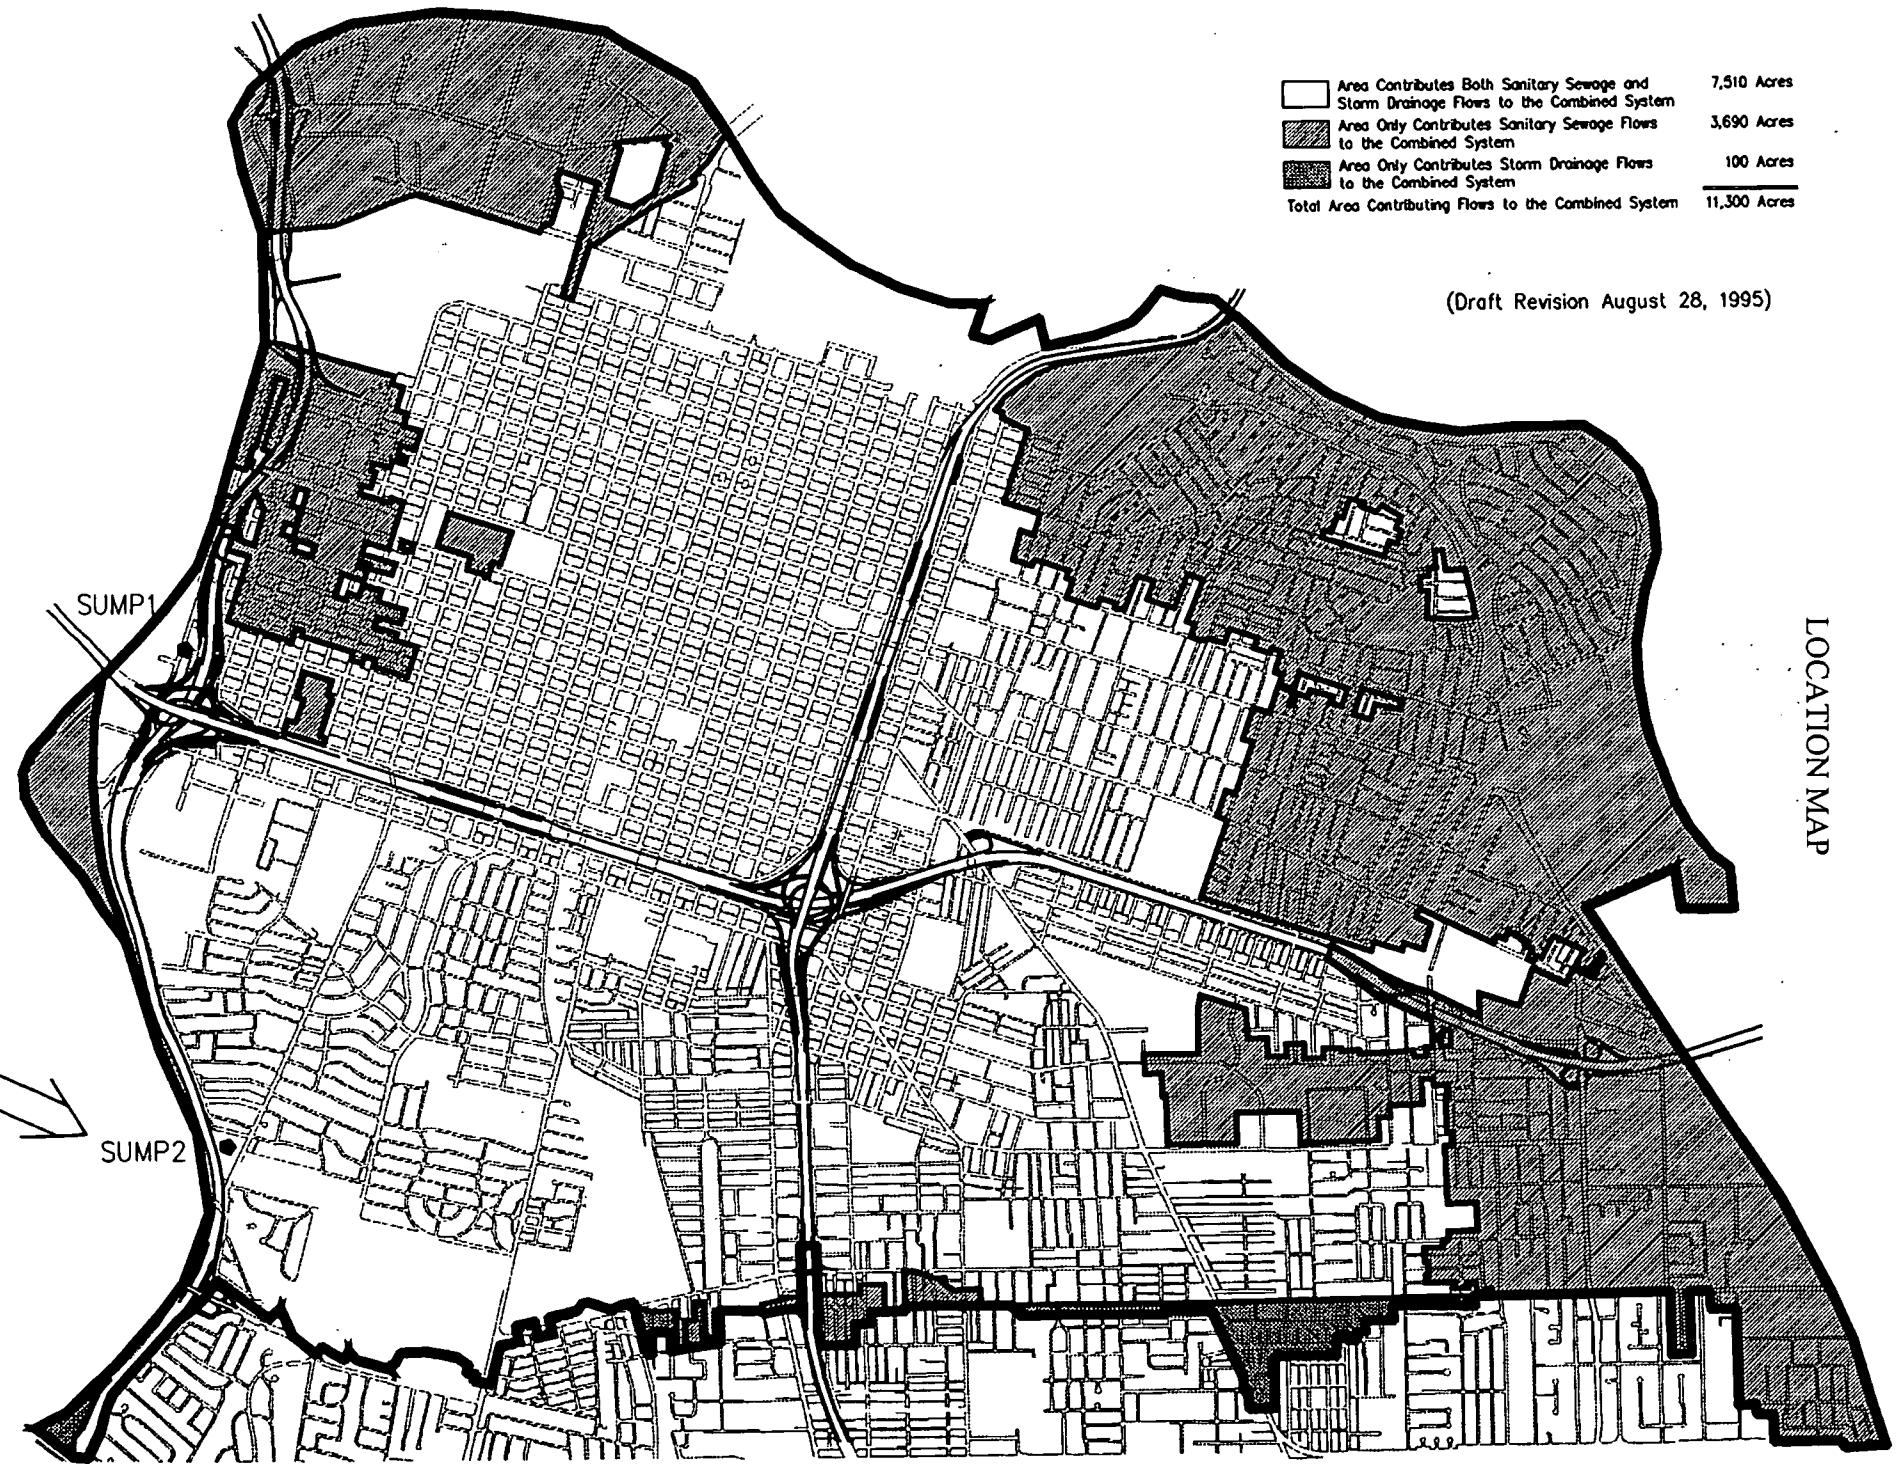 Area Contributes Both Sanitary Sewage and 7,510 Acres
Storm Drainage Flows to the Combined System
Area Only Contributes Sanitary Sewage Flows 3,690 Acres
to the Combined System
Area Only Contributes Storm Drainage Flows 100 Acres
to the Combined System
Total Area Contributing Flows to the Combined System 11,300 Acres
(Draft Revision August 28, 1995)
SUMP1
LOCATION MAP
SUMP2